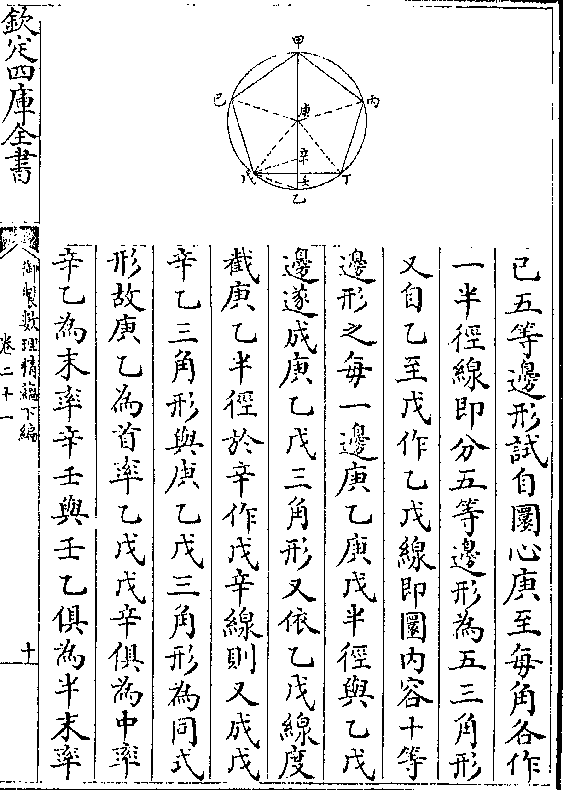 已五等邊形試自圜心庚至每角各作
一半徑線即分五等邊形為五三角形
又自乙至戊作乙戊線即圜内容十等
邊形之每一邊庚乙庚戊半徑與乙戊
邊遂成庚乙戊三角形又依乙戊線度
截庚乙半徑於辛作戊辛線則又成戊
辛乙三角形與庚乙戊三角形為同式
形故庚乙為首率乙戊戊辛俱為中率
辛乙為末率辛壬與壬乙俱為半末率
欽定四庫全書
御製數理精蘊下編
卷二十一
十
甲
丙
已
庚
辛
壬
戊
丁
乙